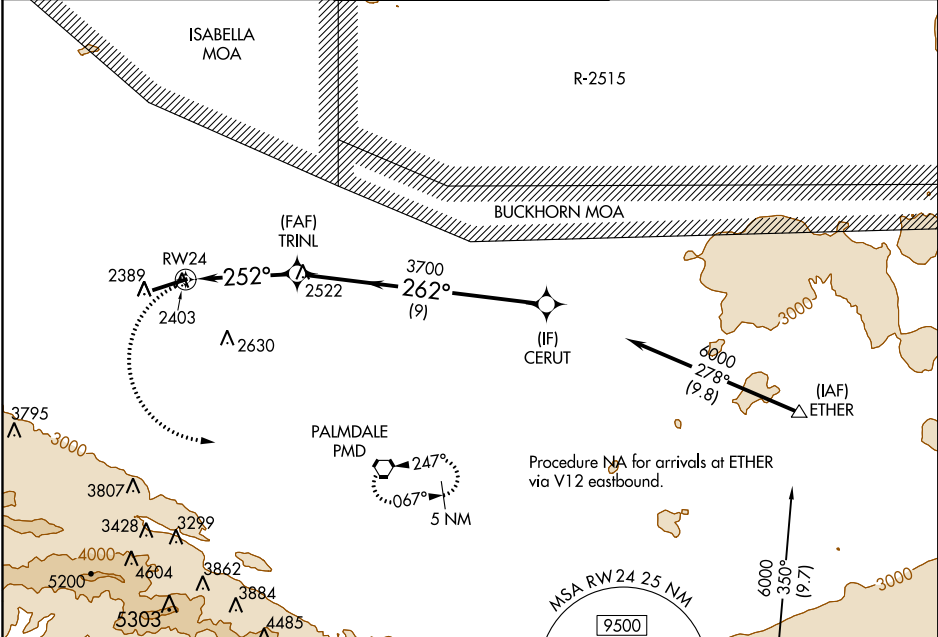 ISABELLA
MOA
R-2515
BUCKHORN MOA
(FAF)
TRINL
RW24
2389
252°
2522
3700
262°
(9)
2403
(IF)
CERUT
3000
2630
6000
278°
(9.8)
(IAF)
ETHER
3795
3000
PALMDALE
PMD
247°
067°
5 NM
Procedure NA for arrivals at ETHER
via V12 eastbound.
3807
3428
3299
4000
4604
5200
3862
3884
5303
4485
MSA RW24 25 NM
9500
6000
350°
(9.7)
3000